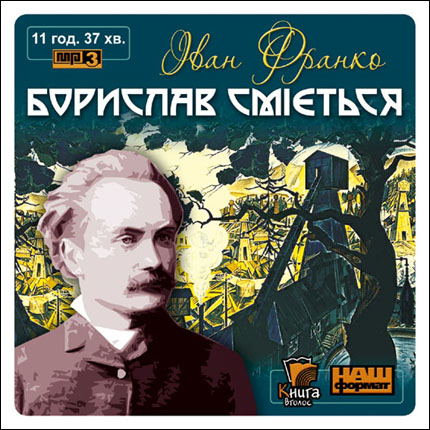 11 год. 37 хв.
mp3
Іван Франко
БОРИСЛАВ СМІЄТЬСЯ
Книга
Вголос
НАШ
формат